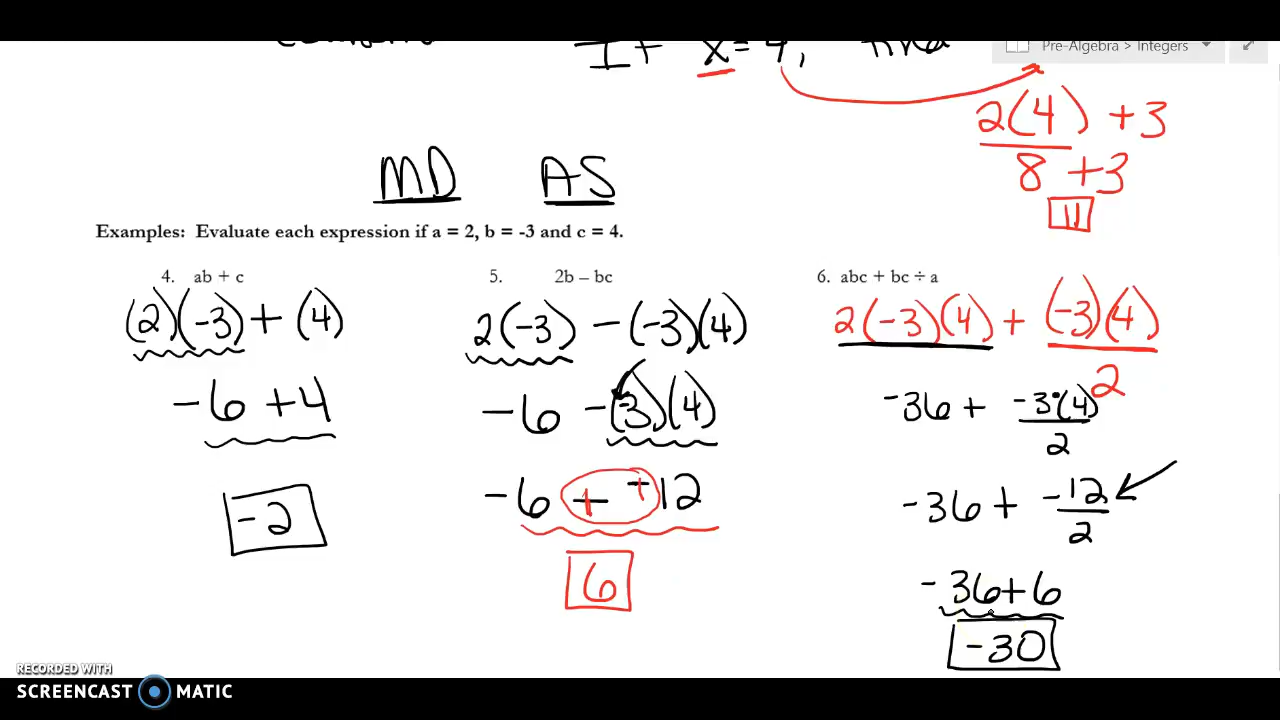 If x = 4, find
Pre-Algebra > Integers
2(4) + 3
8 + 3
11
MD AS
Examples: Evaluate each expression if a = 2, b = -3 and c = 4.
4. ab + c
(2)(-3) + (4)
-6 + 4
-2
5. 2b – bc
2(-3) - (-3)(4)
-6 - (-3)(4)
-6 + +12
6
6. abc + bc ÷ a
2(-3)(4) + (-3)(4)
2
-36 + -3·(4)
2
-36 + -12
2
-36 + 6
-30
RECORDED WITH
SCREENCAST MATIC